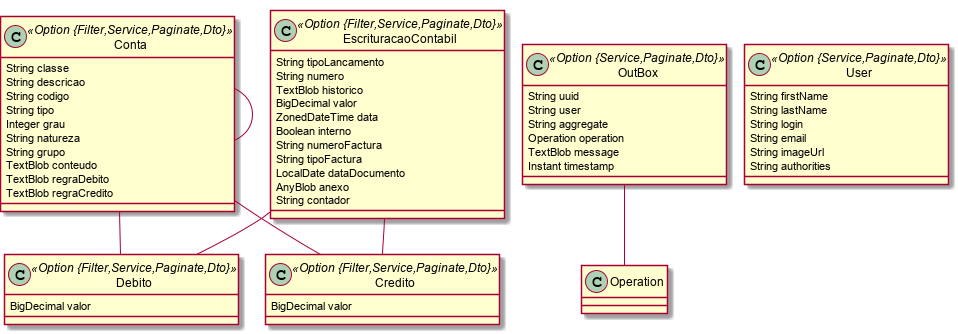 C «Option {Filter,Service,Paginate,Dto}»
Conta
String classe
String descricao
String codigo
String tipo
Integer grau
String natureza
String grupo
TextBlob conteudo
TextBlob regraDebito
TextBlob regraCredito
C «Option {Filter,Service,Paginate,Dto}»
EscrituracaoContabil
String tipoLancamento
String numero
TextBlob historico
BigDecimal valor
ZonedDateTime data
Boolean interno
String numeroFactura
String tipoFactura
LocalDate dataDocumento
AnyBlob anexo
String contador
C «Option {Filter,Service,Paginate,Dto}»
OutBox
String uuid
String user
String aggregate
Operation operation
TextBlob message
Instant timestamp
C «Option {Filter,Service,Paginate,Dto}»
User
String firstName
String lastName
String login
String email
String imageUrl
String authorities
C «Option {Filter,Service,Paginate,Dto}»
Debito
BigDecimal valor
C «Option {Filter,Service,Paginate,Dto}»
Credito
BigDecimal valor
C Operation